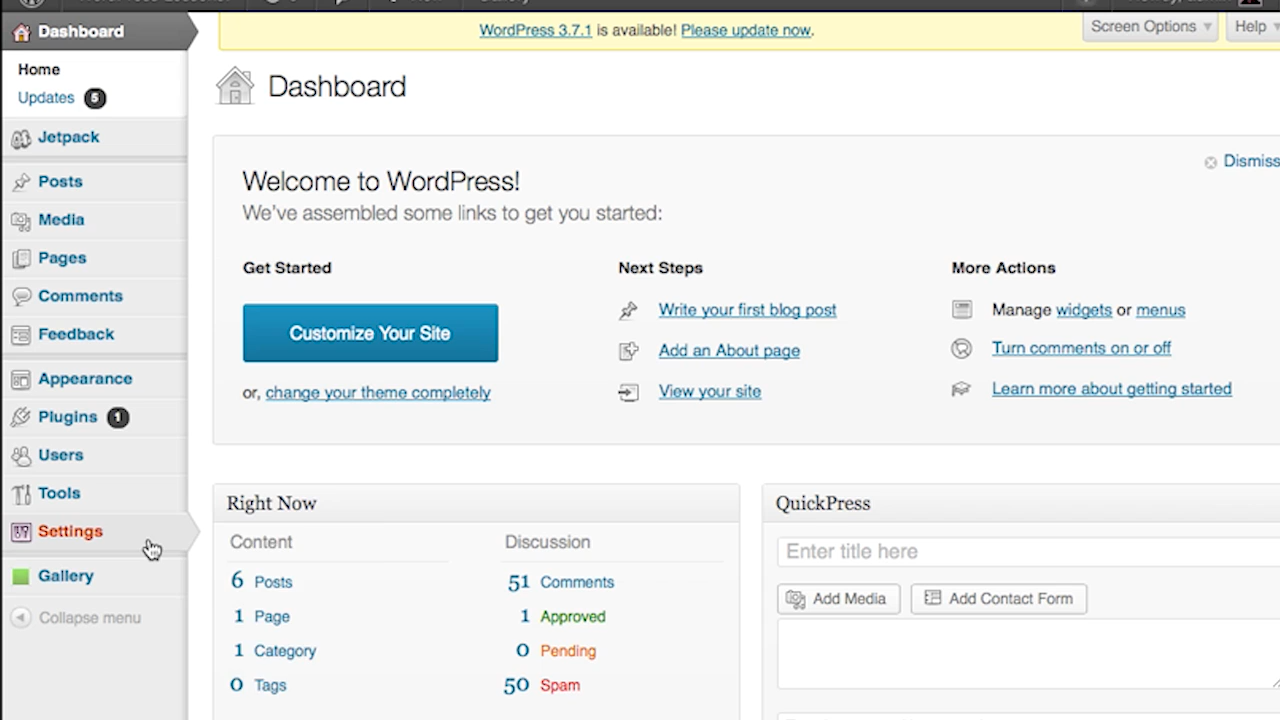 Dashboard
WordPress 3.7.1 is available! Please update now.
Screen Options
Help
Home
Updates 5
Dashboard
Jetpack
Posts
Media
Pages
Comments
Feedback
Appearance
Plugins 1
Users
Tools
Settings
Gallery
Collapse menu
Dismiss
Welcome to WordPress!
We've assembled some links to get you started:
Get Started
Customize Your Site
or, change your theme completely
Next Steps
Write your first blog post
Add an About page
View your site
More Actions
Manage widgets or menus
Turn comments on or off
Learn more about getting started
Right Now
Content
6 Posts
1 Page
1 Category
0 Tags
Discussion
51 Comments
1 Approved
0 Pending
50 Spam
QuickPress
Enter title here
Add Media
Add Contact Form